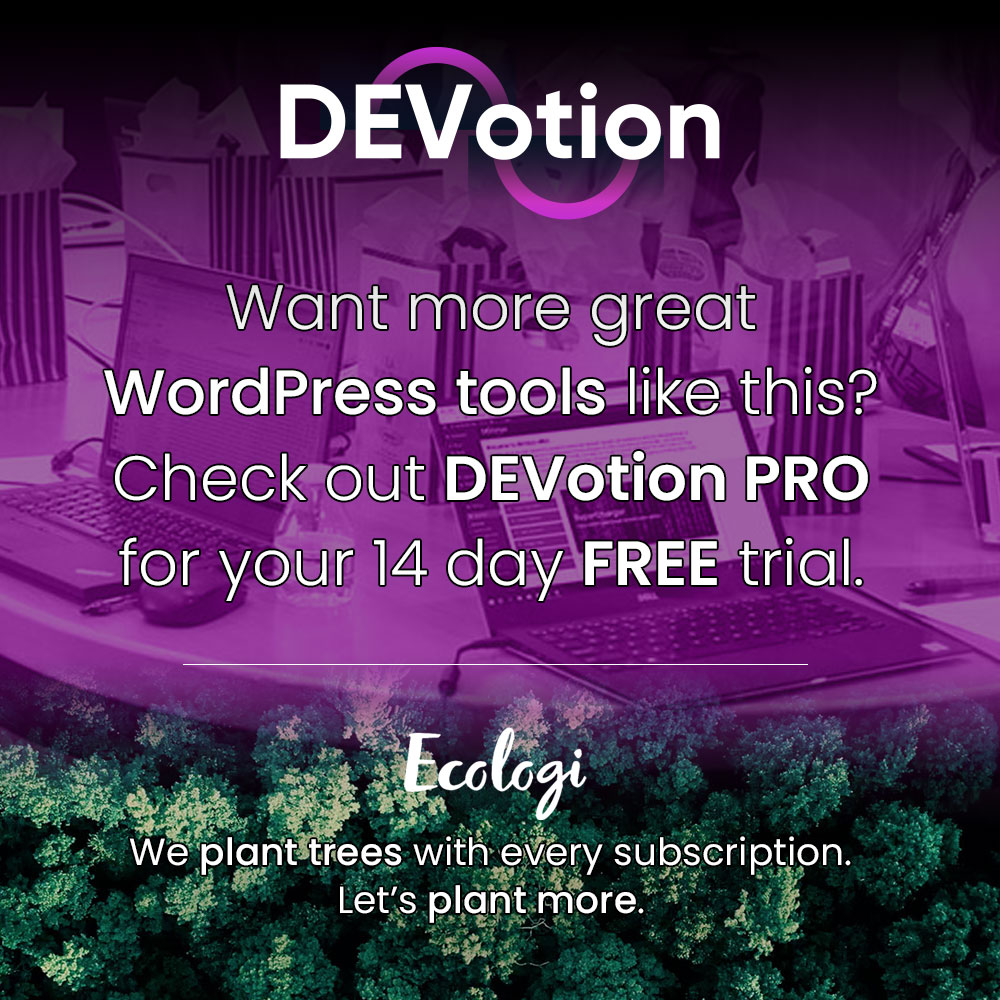 DEVotion
Want more great
WordPress tools like this?
Check out DEVotion PRO
for your 14 day FREE trial.
Ecologi
We plant trees with every subscription.
Let’s plant more.